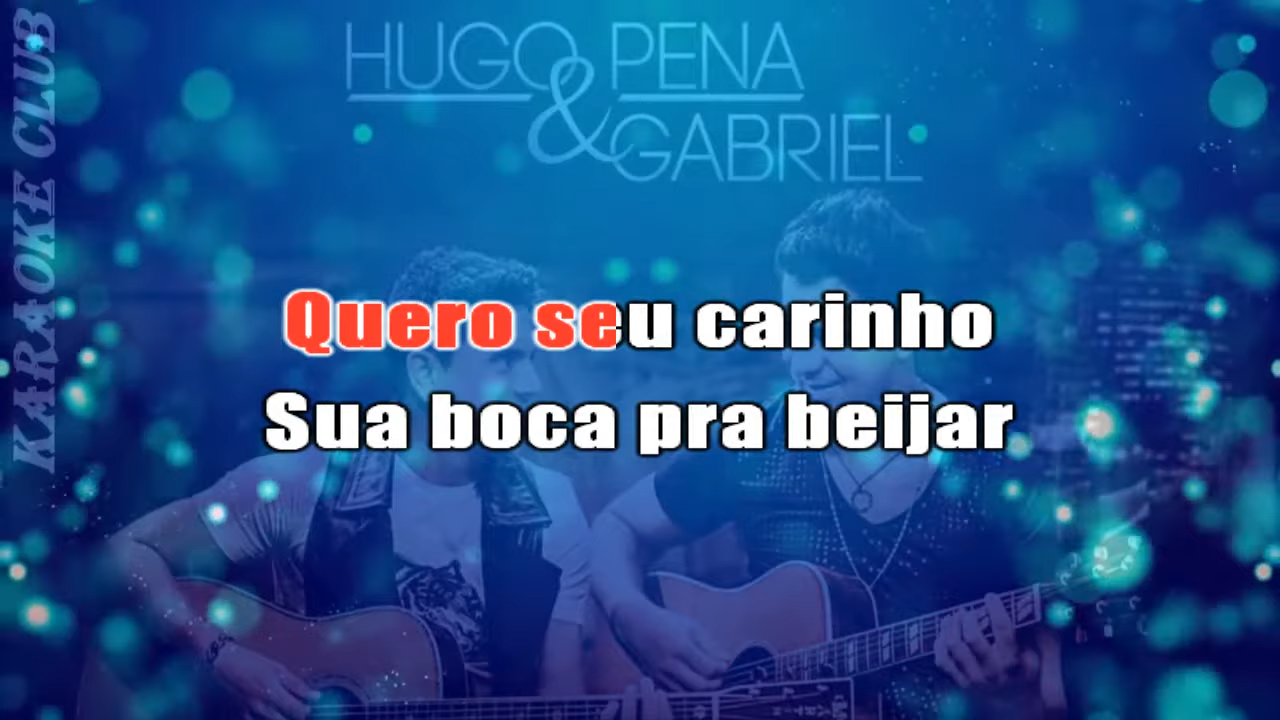 KARAOKE CLUB
HUGO PENA
& GABRIEL
Quero seu carinho
Sua boca pra beijar